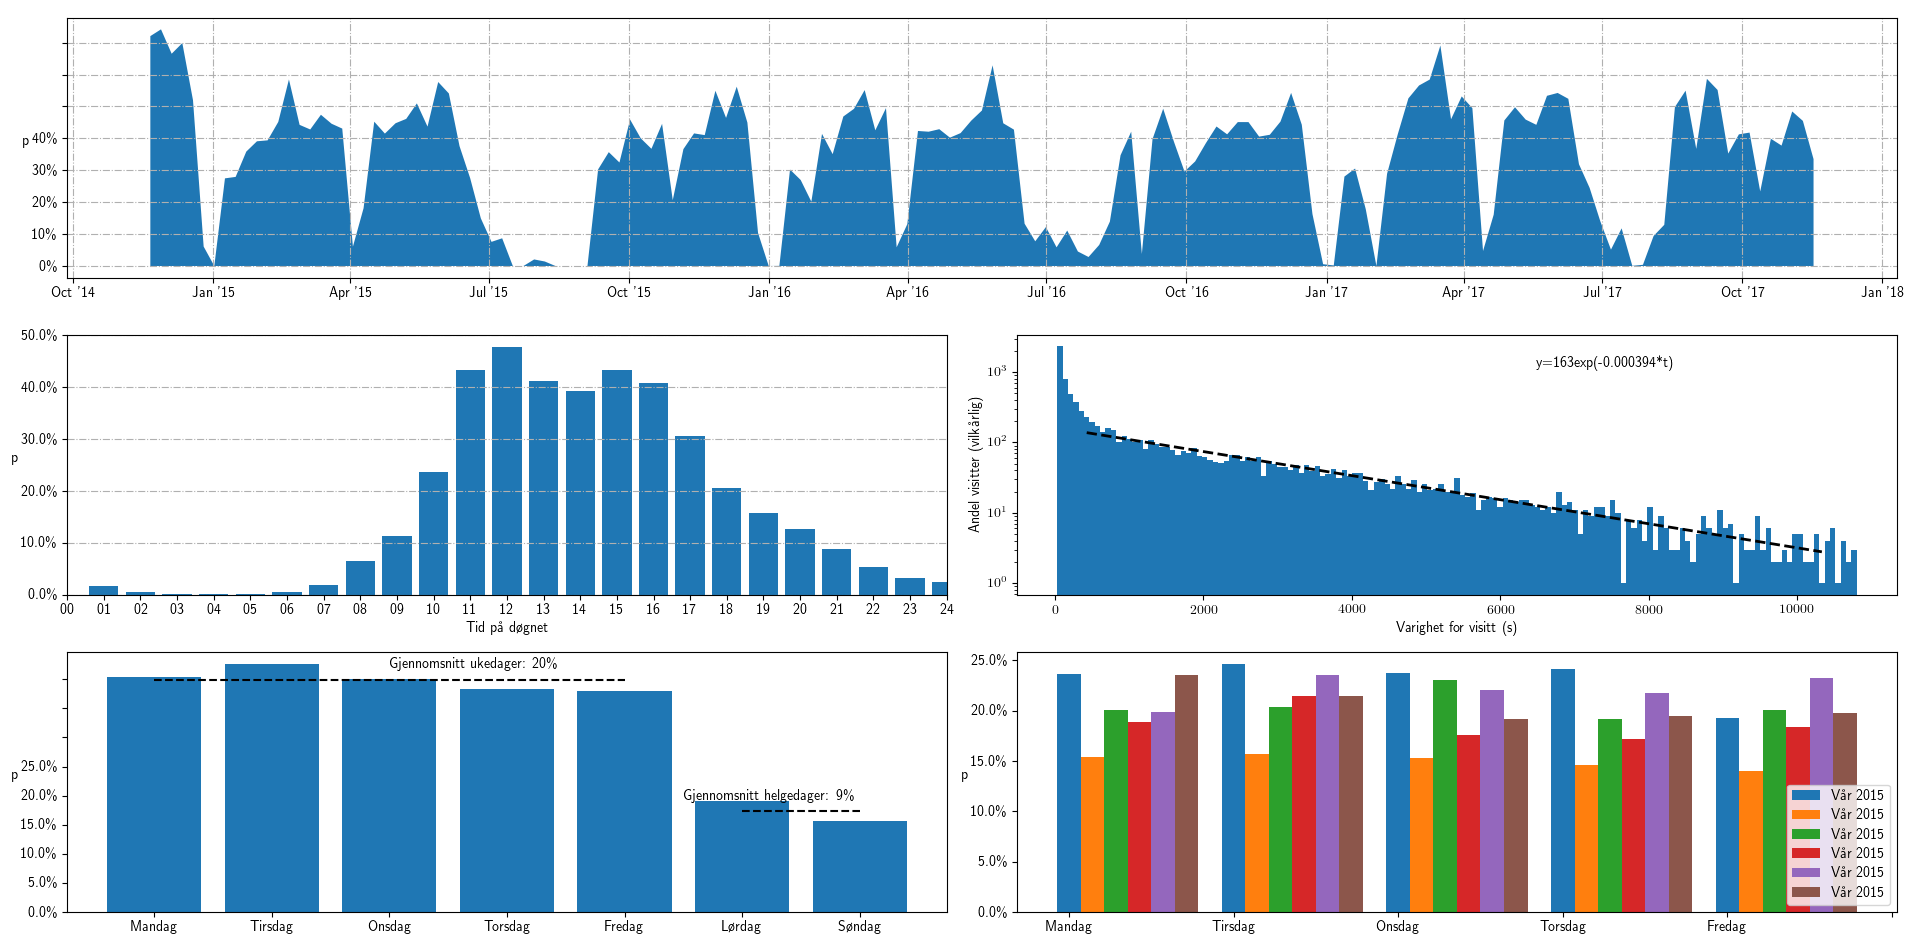 p
40%
30%
20%
10%
0%
Oct '14 Jan '15 Apr '15 Jul '15 Oct '15 Jan '16 Apr '16 Jul '16 Oct '16 Jan '17 Apr '17 Jul '17 Oct '17 Jan '18
50.0%
40.0%
30.0%
p
20.0%
10.0%
0.0%
00 01 02 03 04 05 06 07 08 09 10 11 12 13 14 15 16 17 18 19 20 21 22 23 24
Tid på døgnet
y=163exp(-0.000394*t)
Andel visitter (vilkårlig)
10³
10²
10¹
10⁰
0 2000 4000 6000 8000 10000
Varighet for visitt (s)
Gjennomsnitt ukedager: 20%
Gjennomsnitt helgedager: 9%
p
25.0%
20.0%
15.0%
10.0%
5.0%
0.0%
Mandag Tirsdag Onsdag Torsdag Fredag Lørdag Søndag
25.0%
20.0%
15.0%
p
10.0%
5.0%
0.0%
Mandag Tirsdag Onsdag Torsdag Fredag
Vår 2015
Vår 2015
Vår 2015
Vår 2015
Vår 2015
Vår 2015